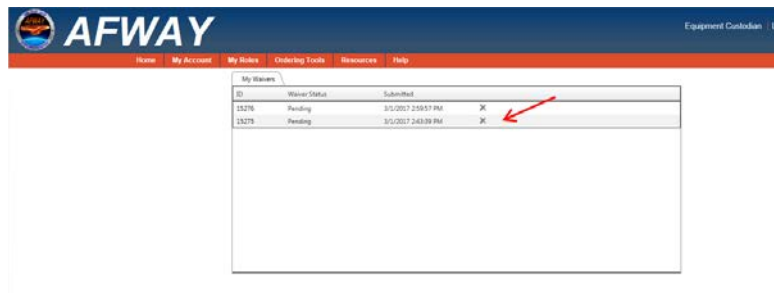 AFWAY
Equipment Custodian
Home My Account My Roles Ordering Tools Resources Help
My Waivers
ID Waiver Status Submitted
15276 Pending 3/1/2017 2:59:57 PM X
15275 Pending 3/1/2017 2:43:09 PM X